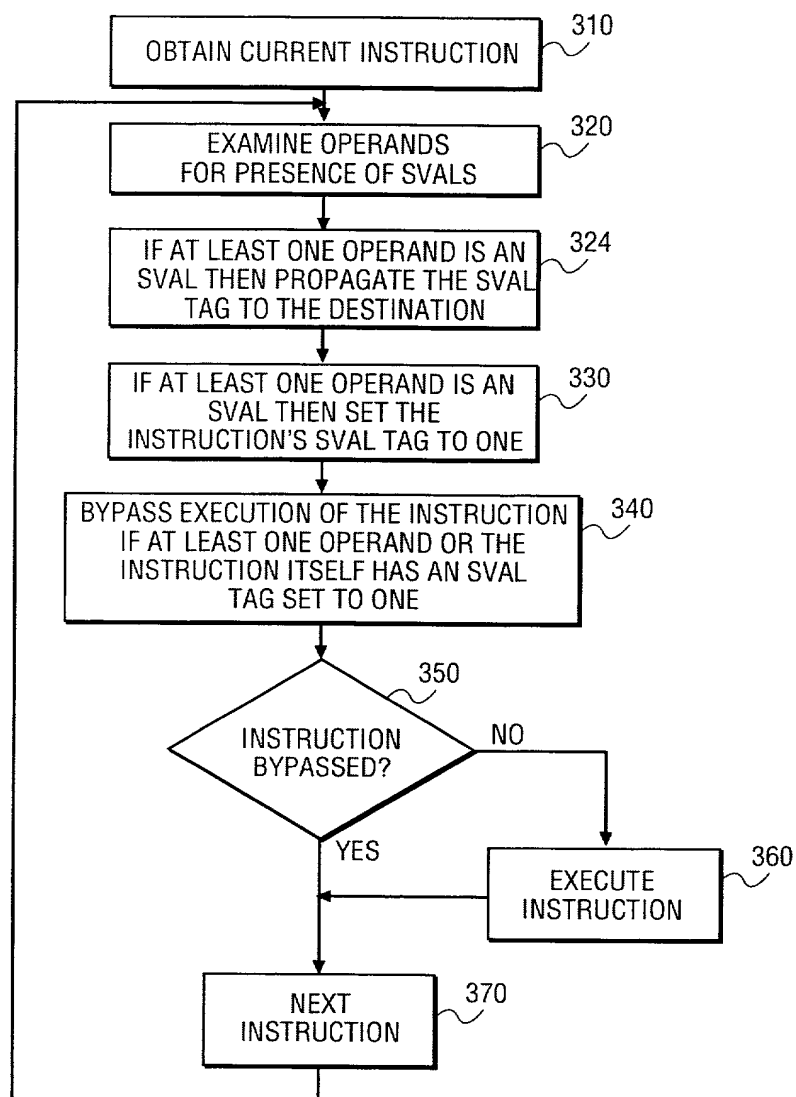 310
OBTAIN CURRENT INSTRUCTION
320
EXAMINE OPERANDS
FOR PRESENCE OF SVALS
324
IF AT LEAST ONE OPERAND IS AN
SVAL THEN PROPAGATE THE SVAL
TAG TO THE DESTINATION
330
IF AT LEAST ONE OPERAND IS AN
SVAL THEN SET THE
INSTRUCTION'S SVAL TAG TO ONE
340
BYPASS EXECUTION OF THE INSTRUCTION
IF AT LEAST ONE OPERAND OR THE
INSTRUCTION ITSELF HAS AN SVAL
TAG SET TO ONE
350
INSTRUCTION
BYPASSED?
NO
YES
360
EXECUTE
INSTRUCTION
370
NEXT
INSTRUCTION